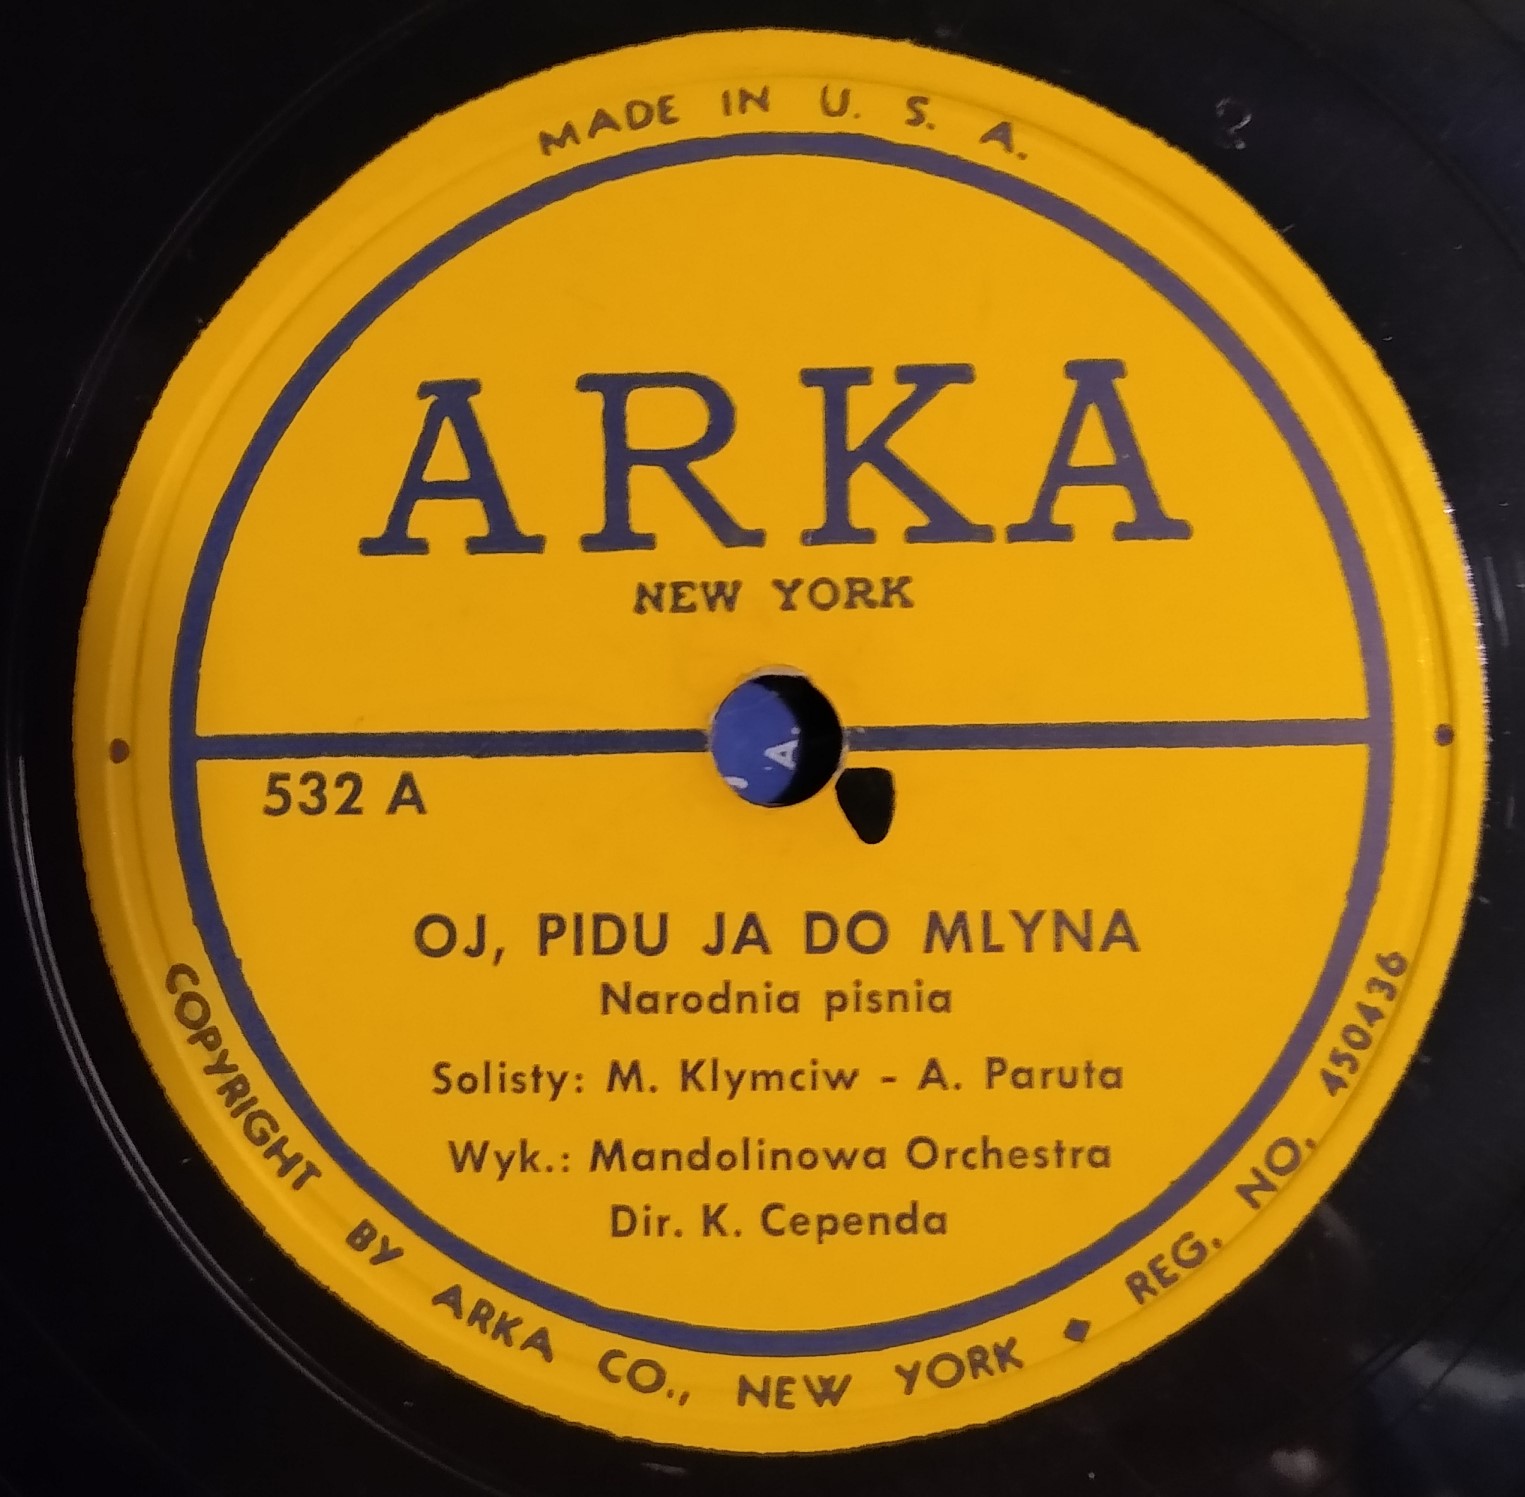 MADE IN U. S. A.
ARKA
NEW YORK
A.
532 A
OJ, PIDU JA DO MLYNA
Narodnia pisnia
Solisty: M. Klymciw - A. Paruta
Wyk.: Mandolinowa Orchestra
Dir. K. Cependa
COPYRIGHT BY ARKA CO., NEW YORK ◆ REG. NO. 450436